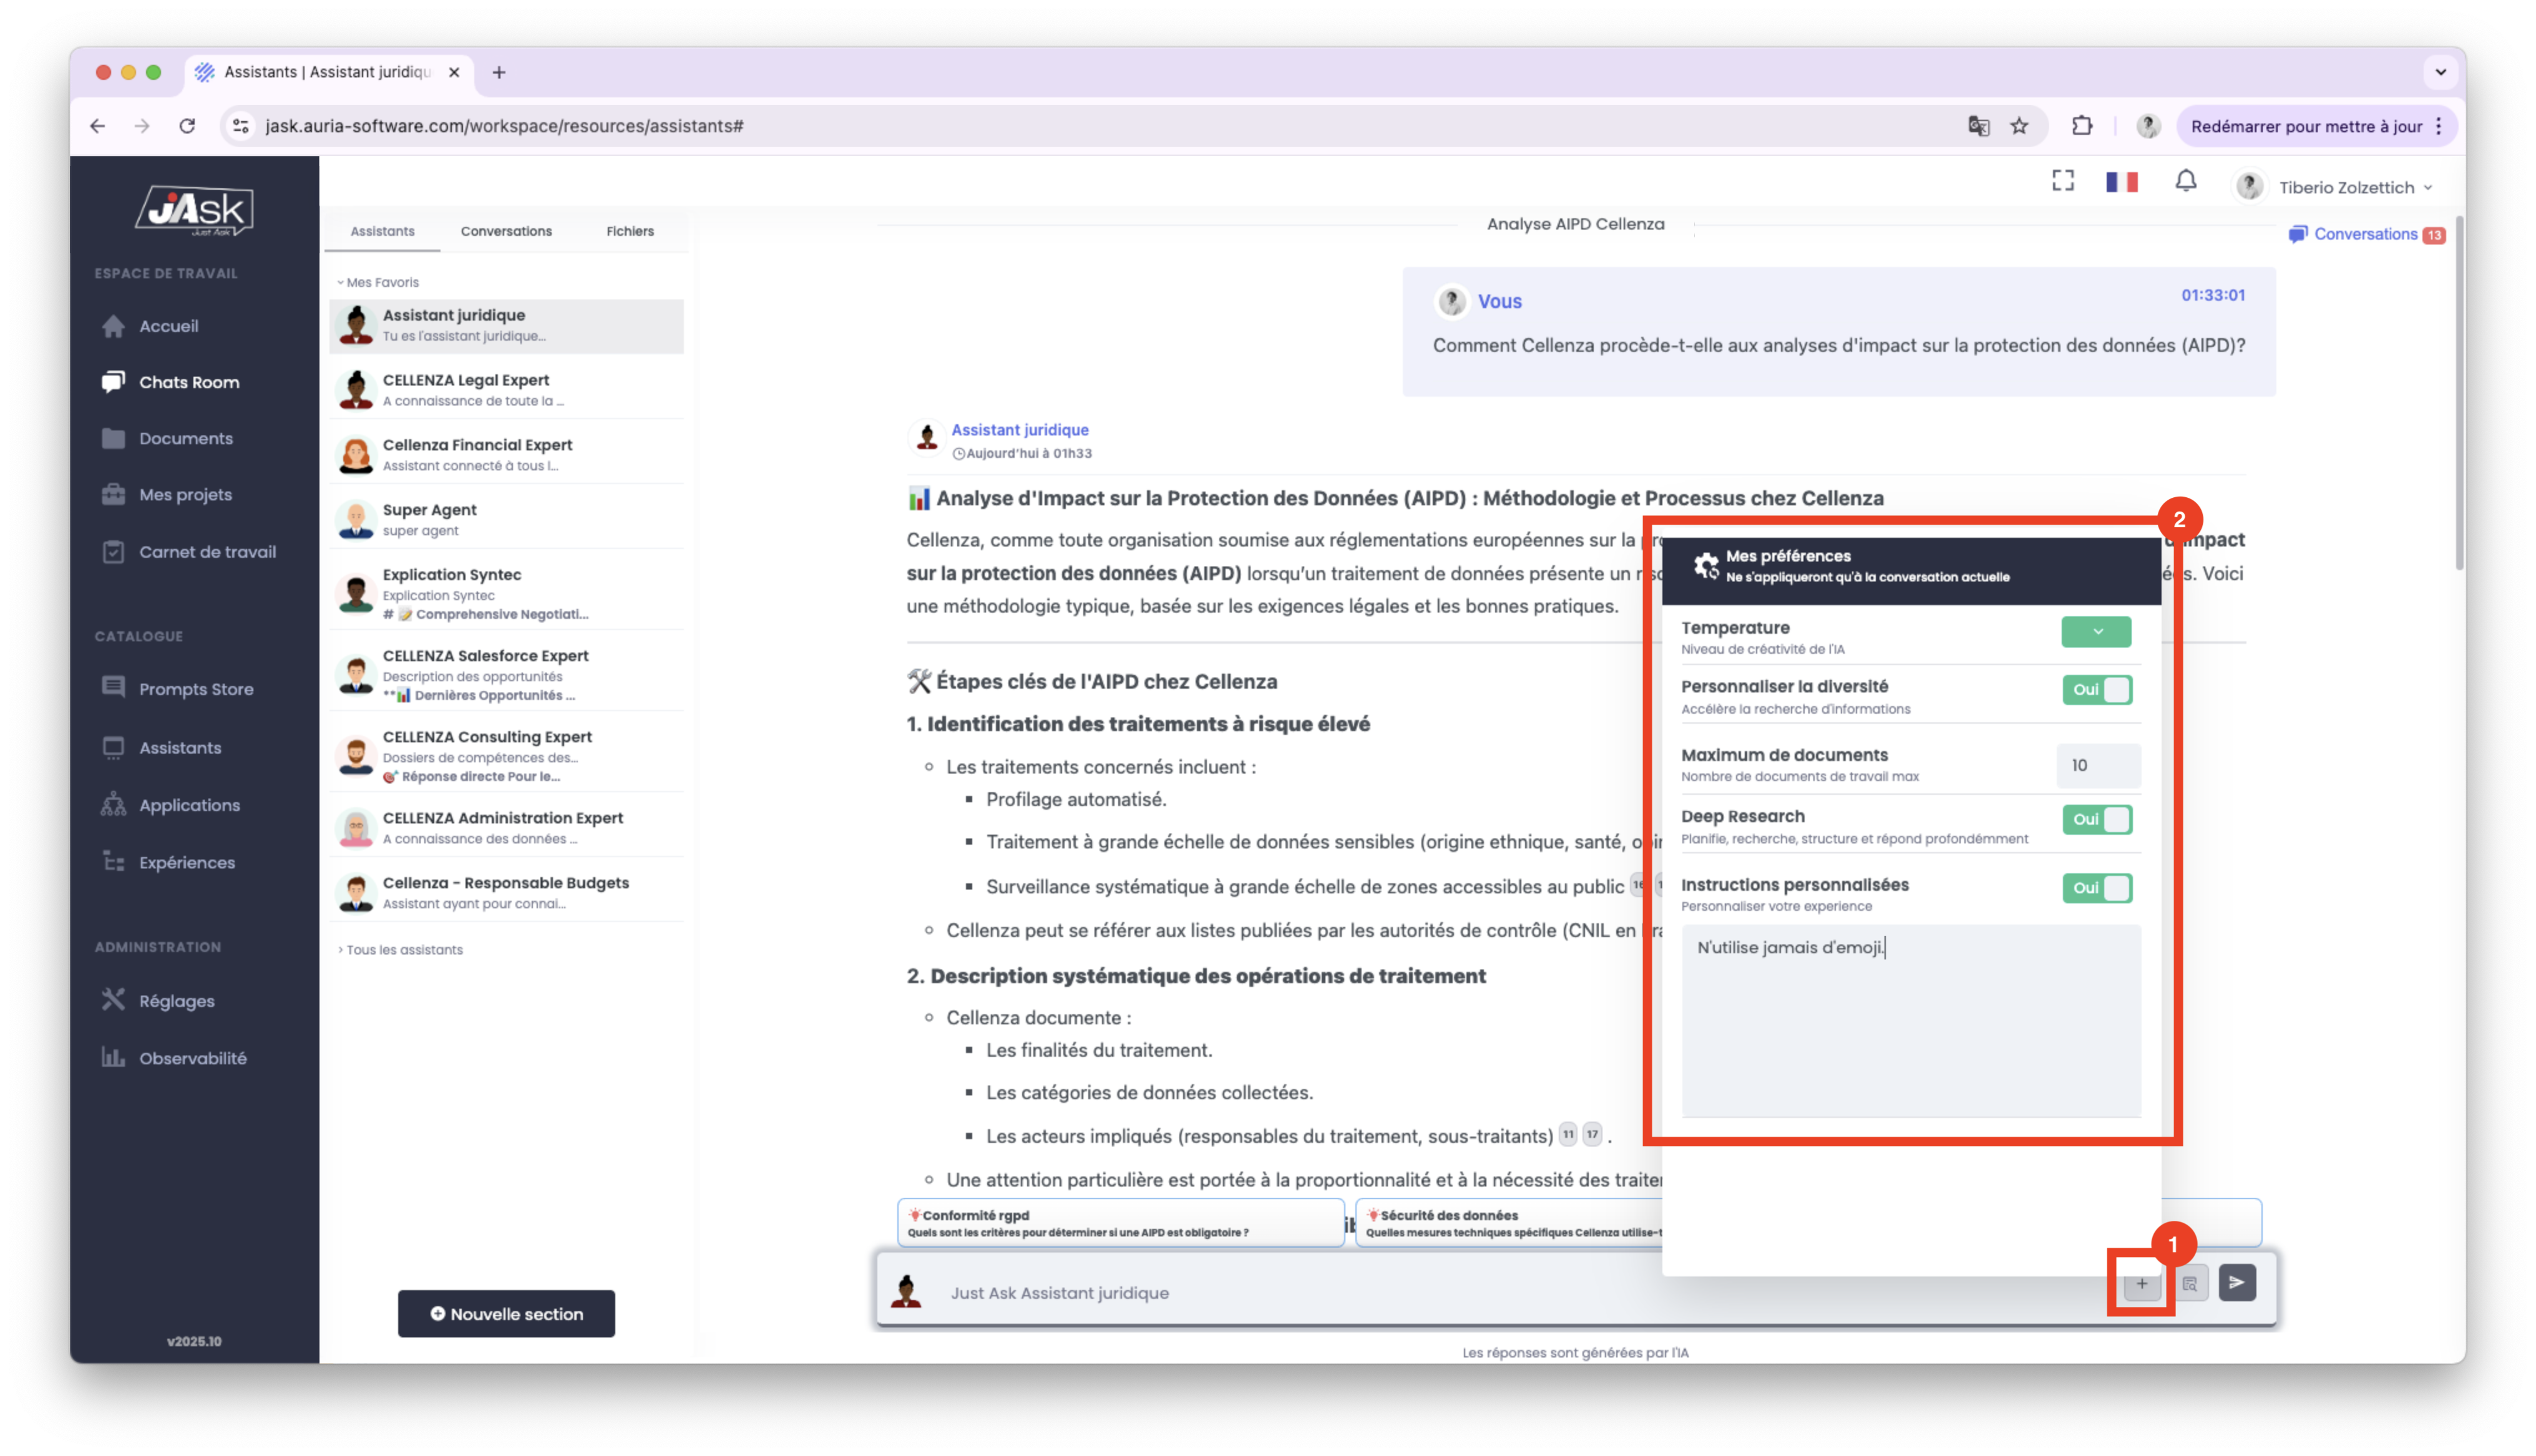 Assistants | Assistant juridiqu
jask.auria-software.com/workspace/resources/assistants#
Redémarrer pour mettre à jour
jAsk
Just Ask
ESPACE DE TRAVAIL
Accueil
Chats Room
Documents
Mes projets
Carnet de travail
CATALOGUE
Prompts Store
Assistants
Applications
Expériences
ADMINISTRATION
Réglages
Observabilité
v2025.10
Assistants Conversations Fichiers
Mes Favoris
Assistant juridique
Tu es l'assistant juridique...
CELLENZA Legal Expert
A connaissance de toute la ...
Cellenza Financial Expert
Assistant connecté à tous l...
Super Agent
super agent
Explication Syntec
Explication Syntec
# 📝 Comprehensive Negotiati...
CELLENZA Salesforce Expert
Description des opportunités
**📊 Dernières Opportunités ...
CELLENZA Consulting Expert
Dossiers de compétences des...
🎯 Réponse directe Pour le...
CELLENZA Administration Expert
A connaissance des données ...
Cellenza - Responsable Budgets
Assistant ayant pour connai...
Tous les assistants
Nouvelle section
Tiberio Zolzettich
Analyse AIPD Cellenza
Conversations 13
Vous
01:33:01
Comment Cellenza procède-t-elle aux analyses d'impact sur la protection des données (AIPD)?
Assistant juridique
Aujourd'hui à 01h33
📊 Analyse d'Impact sur la Protection des Données (AIPD) : Méthodologie et Processus chez Cellenza
Cellenza, comme toute organisation soumise aux réglementations européennes sur la
sur la protection des données (AIPD) lorsqu'un traitement de données présente un
Voici
une méthodologie typique, basée sur les exigences légales et les bonnes pratiques.
🛠 Étapes clés de l'AIPD chez Cellenza
1. Identification des traitements à risque élevé
Les traitements concernés incluent :
Profilage automatisé.
Traitement à grande échelle de données sensibles (origine ethnique, santé,
Surveillance systématique à grande échelle de zones accessibles au public
Cellenza peut se référer aux listes publiées par les autorités de contrôle (CNIL en
2. Description systématique des opérations de traitement
Cellenza documente :
Les finalités du traitement.
Les catégories de données collectées.
Les acteurs impliqués (responsables du traitement, sous-traitants) 11 17 .
Une attention particulière est portée à la proportionnalité et à la nécessité des
Conformité rgpd
Quels sont les critères pour déterminer si une AIPD est obligatoire ?
Sécurité des données
Quelles mesures techniques spécifiques Cellenza utilise-t
2
Mes préférences
Ne s'appliqueront qu'à la conversation actuelle
Temperature
Niveau de créativité de l'IA
Personnaliser la diversité
Oui
Accélère la recherche d'informations
Maximum de documents
10
Nombre de documents de travail max
Deep Research
Oui
Planifie, recherche, structure et répond profondémment
Instructions personnalisées
Oui
Personnaliser votre experience
N'utilise jamais d'emoji.
1
Just Ask Assistant juridique
Les réponses sont générées par l'IA